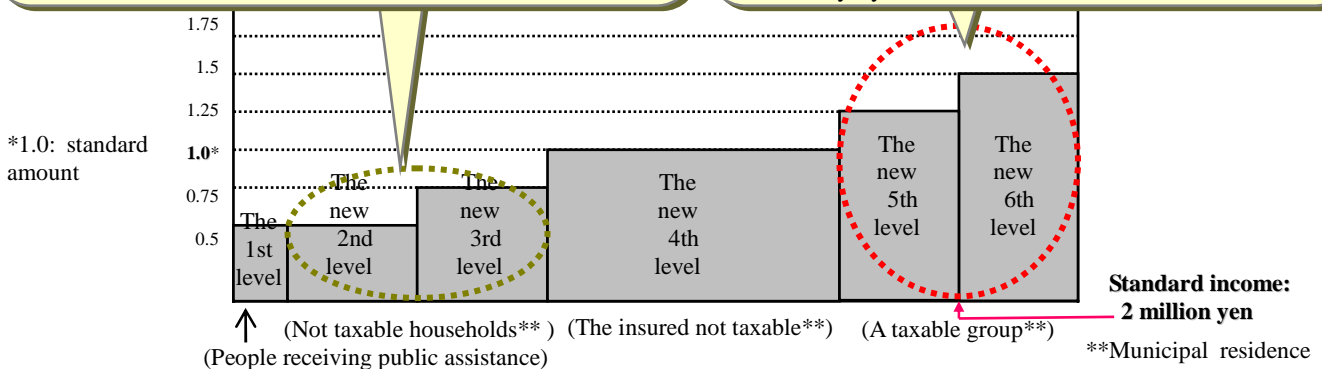 1.75
1.5
1.25
*1.0: standard amount
1.0*
0.75
0.5
The 1st level
The new 2nd level
The new 3rd level
The new 4th level
The new 5th level
The new 6th level
Standard income:
2 million yen
(Not taxable households** )
(The insured not taxable**)
(A taxable group**)
(People receiving public assistance)
**Municipal residence